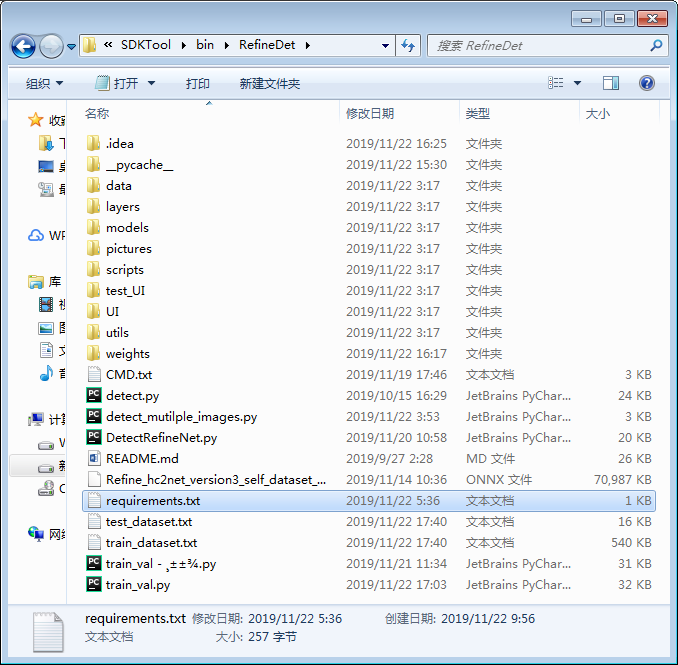 « SDKTool ▸ bin ▸ RefineDet ▸ 搜索 RefineDet
组织 打开 打印 新建文件夹
名称 修改日期 类型 大小
收藏
WP
库
计算
网络
.idea 2019/11/22 16:25 文件夹
__pycache__ 2019/11/22 15:30 文件夹
data 2019/11/22 3:17 文件夹
layers 2019/11/22 3:17 文件夹
models 2019/11/22 3:17 文件夹
pictures 2019/11/22 3:17 文件夹
scripts 2019/11/22 3:17 文件夹
test_UI 2019/11/22 3:17 文件夹
UI 2019/11/22 3:17 文件夹
utils 2019/11/22 3:17 文件夹
weights 2019/11/22 16:17 文件夹
CMD.txt 2019/11/19 17:46 文本文档 3 KB
detect.py 2019/10/15 16:29 JetBrains PyChar... 24 KB
detect_mutilple_images.py 2019/11/22 3:53 JetBrains PyChar... 3 KB
DetectRefineNet.py 2019/11/20 10:58 JetBrains PyChar... 20 KB
README.md 2019/9/27 2:28 MD 文件 26 KB
Refine_hc2net_version3_self_dataset_... 2019/11/14 10:36 ONNX 文件 70,987 KB
requirements.txt 2019/11/22 5:36 文本文档 1 KB
test_dataset.txt 2019/11/22 17:40 文本文档 16 KB
train_dataset.txt 2019/11/22 17:40 文本文档 540 KB
train_val - ¸±±¾.py 2019/11/21 11:34 JetBrains PyChar... 31 KB
train_val.py 2019/11/22 17:03 JetBrains PyChar... 32 KB
requirements.txt 修改日期: 2019/11/22 5:36 创建日期: 2019/11/22 9:56
文本文档 大小: 257 字节